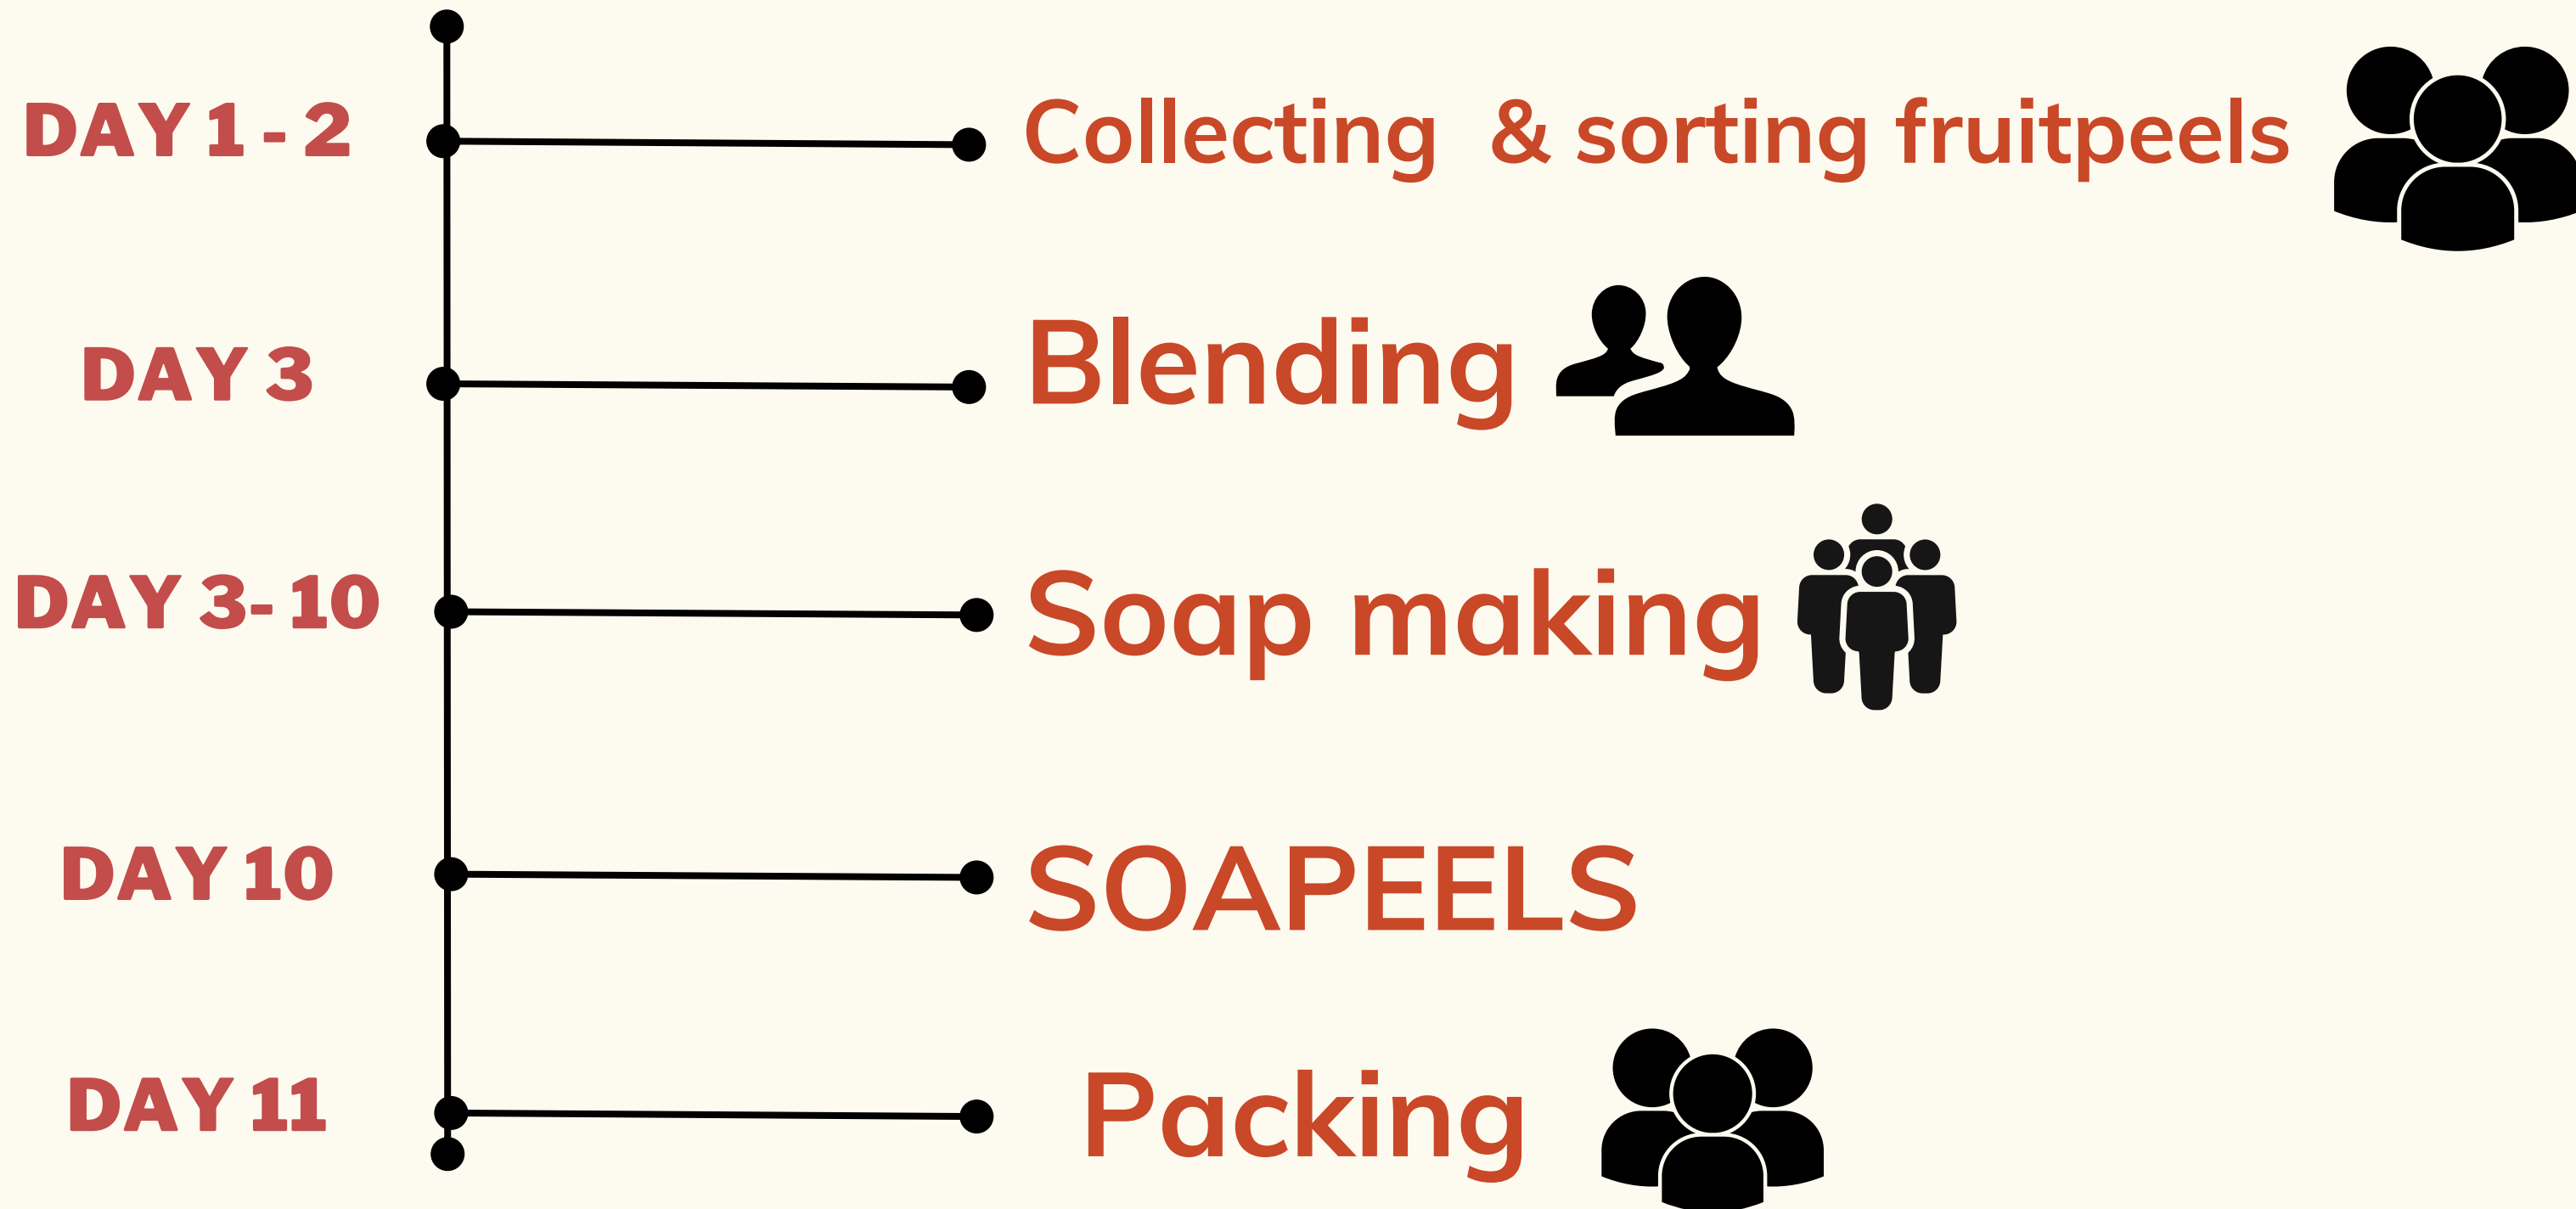 DAY 1 - 2
Collecting & sorting fruitpeels
DAY 3
Blending
DAY 3- 10
Soap making
DAY 10
SOAPEELS
DAY 11
Packing